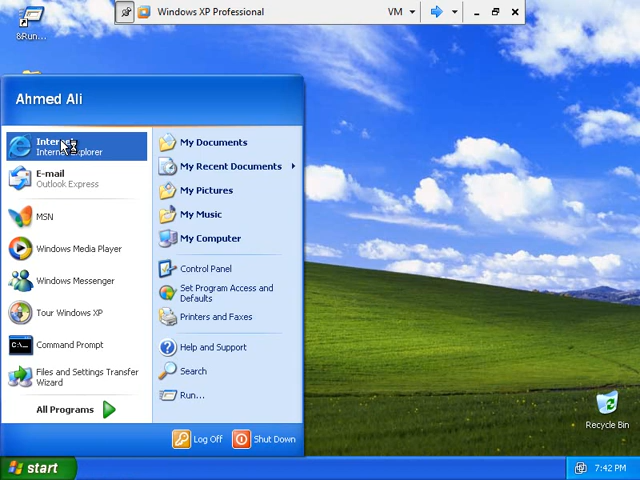 Windows XP Professional
VM
&Run...
Ahmed Ali
Internet
Internet Explorer
E-mail
Outlook Express
MSN
Windows Media Player
Windows Messenger
Tour Windows XP
Command Prompt
Files and Settings Transfer
Wizard
All Programs
My Documents
My Recent Documents
My Pictures
My Music
My Computer
Control Panel
Set Program Access and
Defaults
Printers and Faxes
Help and Support
Search
Run...
Log Off
Shut Down
Recycle Bin
start
7:42 PM